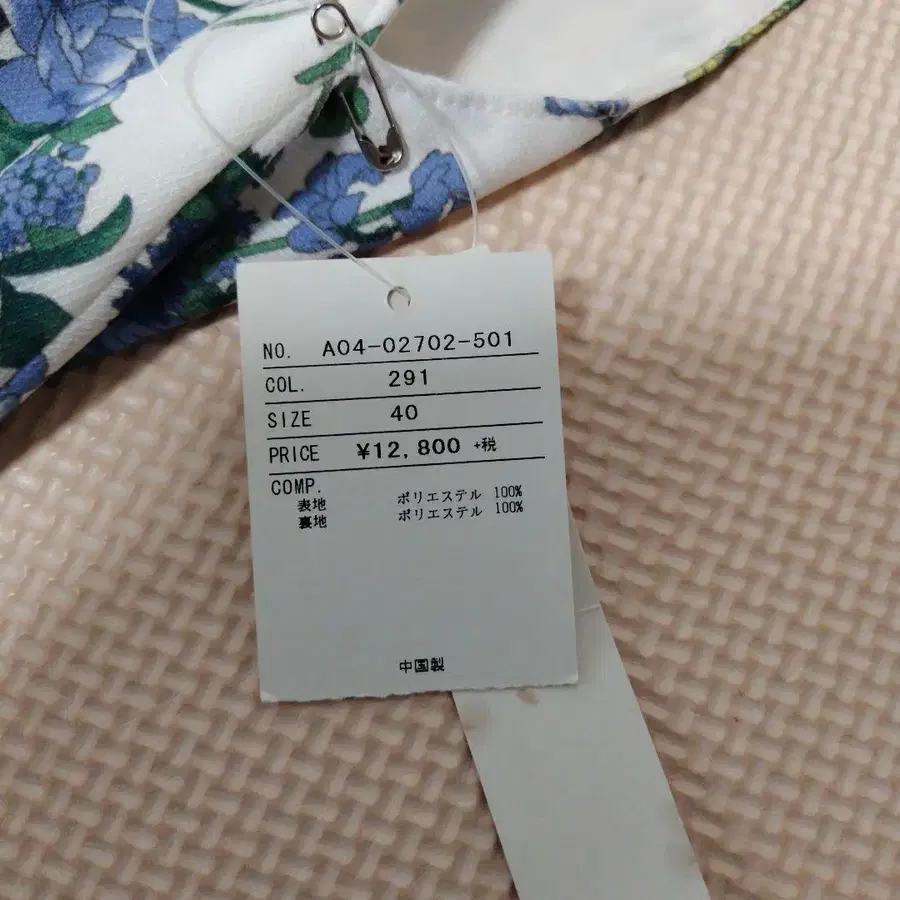 NO. A04-02702-501
COL. 291
SIZE 40
PRICE ¥12,800 +税
COMP.
表地 ポリエステル 100%
裏地 ポリエステル 100%
中国製